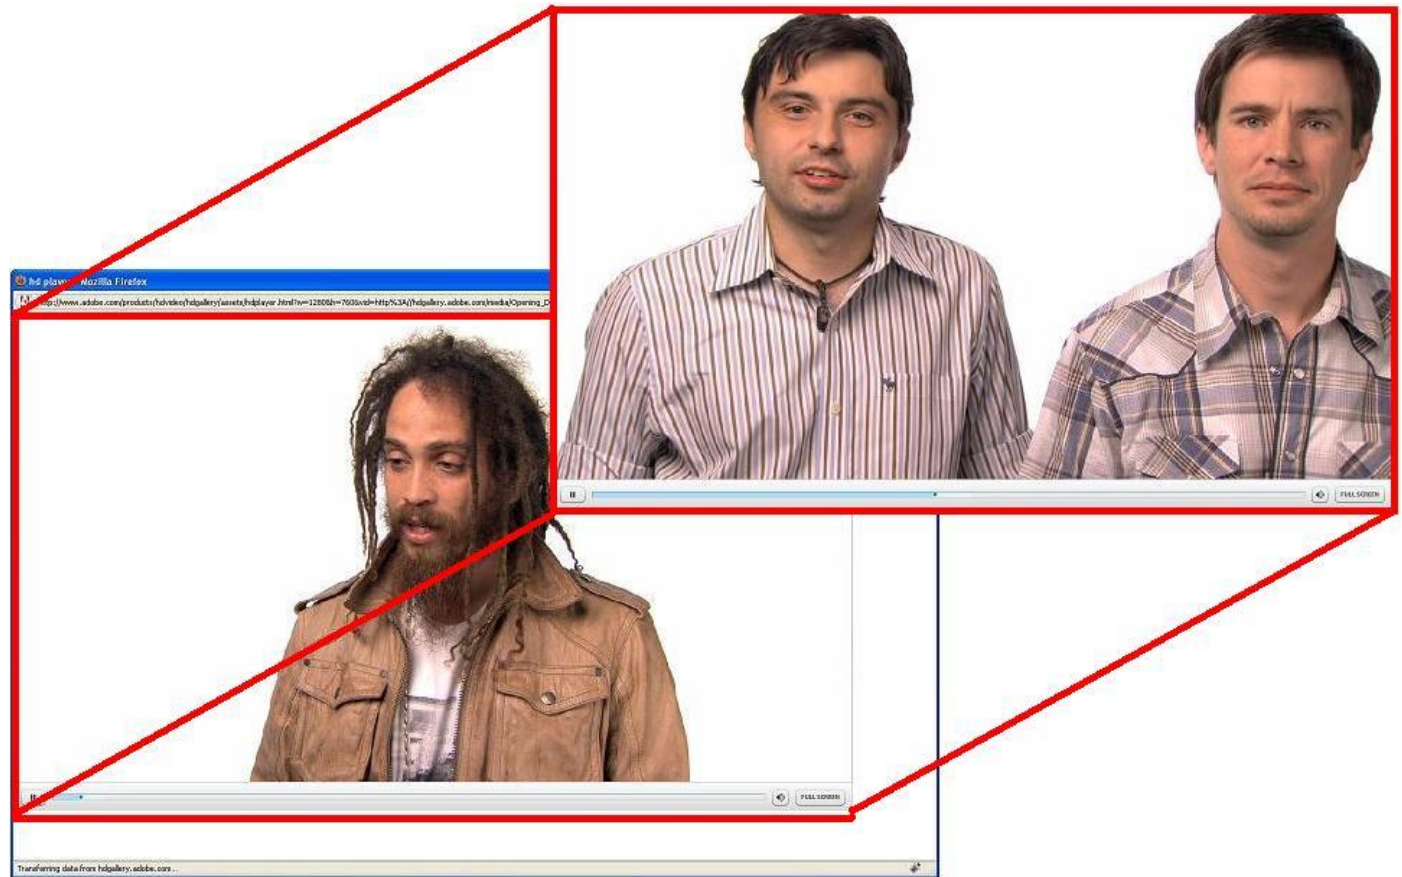 hd player - Mozilla Firefox
http://www.adobe.com/products/hdvideo/hdgallery/assets/hdplayer.html?w=1280&h=760&vid=http%3A//hdgallery.adobe.com/media/Opening_D
FULL SCREEN
FULL SCREEN
Transferring data from hdgallery.adobe.com...